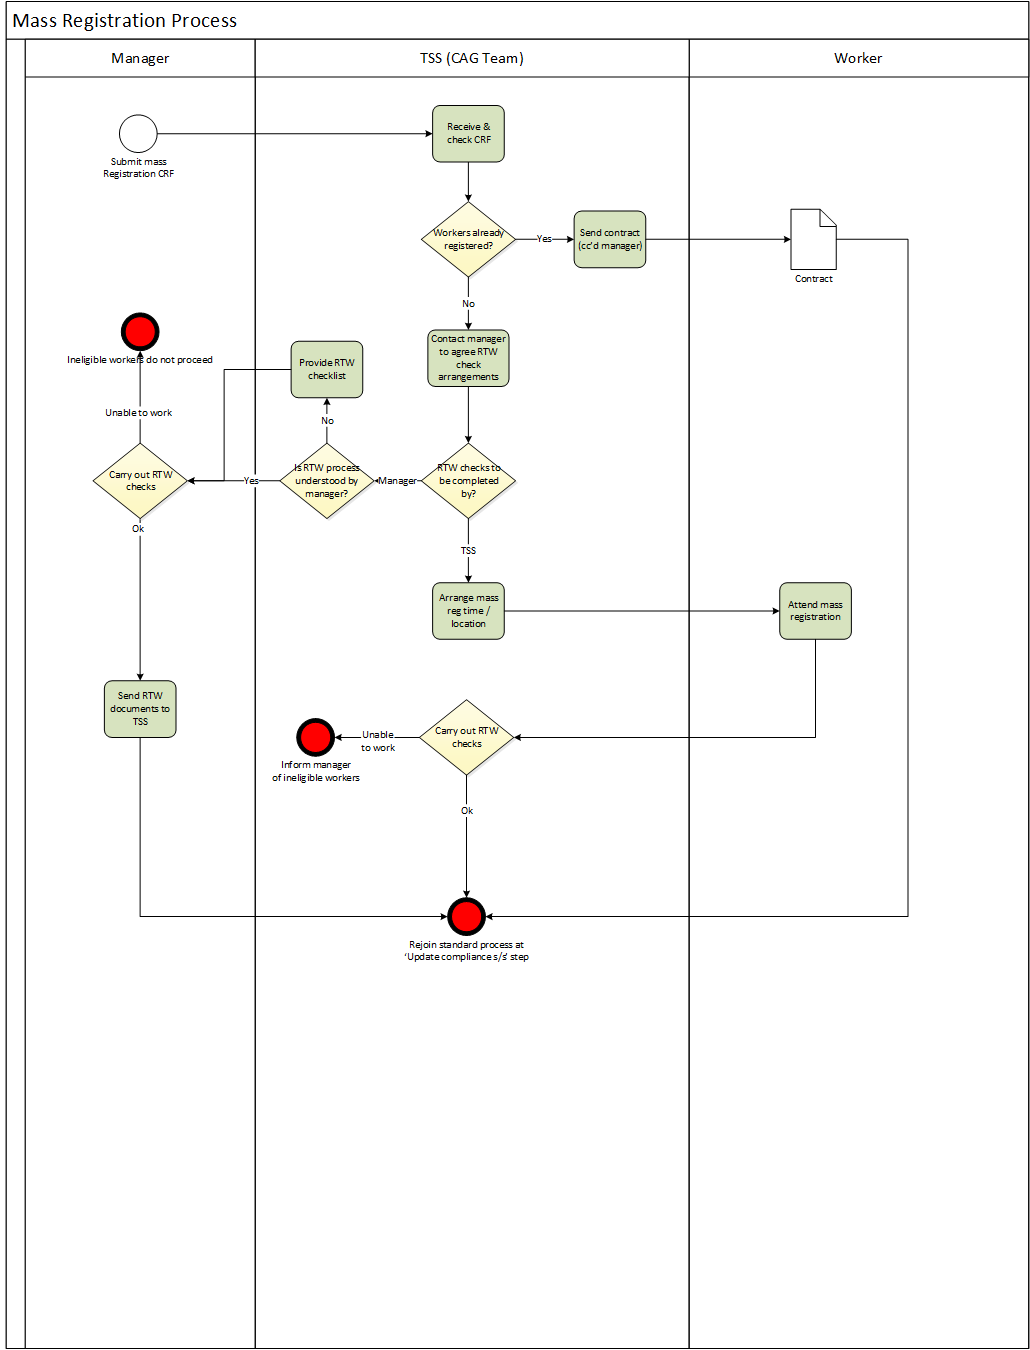 Mass Registration Process
Manager
TSS (CAG Team)
Worker
Submit mass
Registration CRF
Receive &
check CRF
Workers already
registered?
Yes
Send contract
(cc'd manager)
Contract
No
Contact manager
to agree RTW
check
arrangements
Ineligible workers do not proceed
Provide RTW
checklist
Unable to work
No
Carry out RTW
checks
Yes
Is RTW process
understood by
manager?
Manager
RTW checks to
be completed
by?
Ok
TSS
Arrange mass
reg time /
location
Attend mass
registration
Send RTW
documents to
TSS
Inform manager
of ineligible workers
Unable
to work
Carry out RTW
checks
Ok
Rejoin standard process at
‘Update compliance s/s’ step